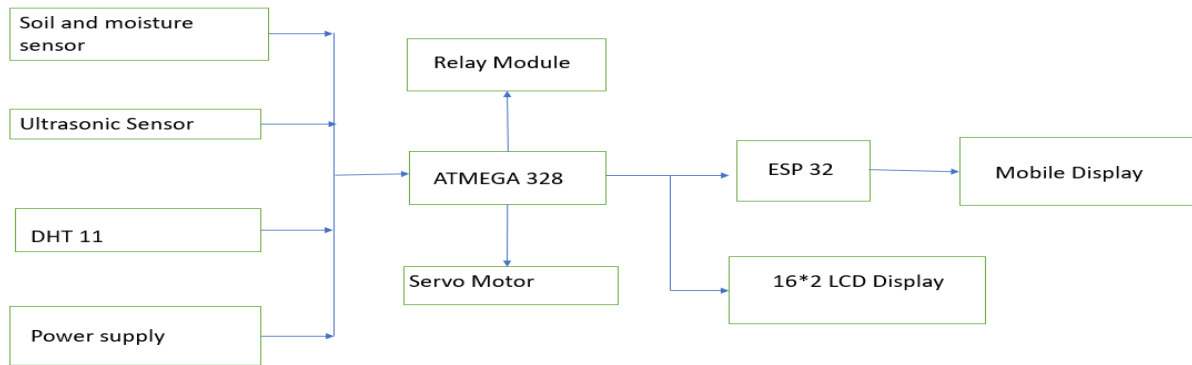 Soil and moisture
sensor
Relay Module
Ultrasonic Sensor
ATMEGA 328
ESP 32
Mobile Display
DHT 11
Servo Motor
16*2 LCD Display
Power supply